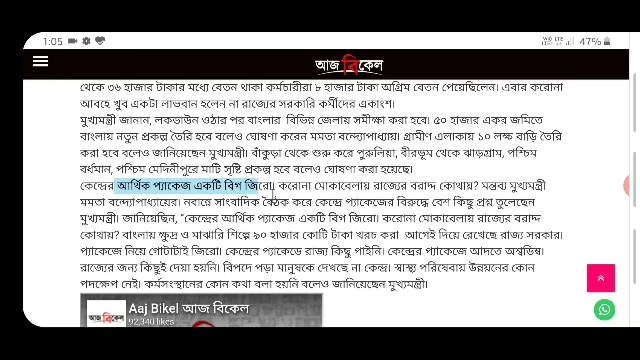 1:05
VoD LTE
47%
আজ বিকেল
থেকে ৩৬ হাজার টাকার মধ্যে বেতন থাকা কর্মচারীরা ৮ হাজার টাকা অগ্রিম বেতন পেয়েছিলেন। এবার করোনা
আবহে খুব একটা লাভবান হলেন না রাজ্যের সরকারি কর্মীদের একাংশ।
মুখ্যমন্ত্রী জানান, লকডাউন ওঠার পর বাংলার বিভিন্ন জেলায় সমীক্ষা করা হবে। ৫০ হাজার একর জমিতে
বাংলায় নতুন প্রকল্প তৈরি হবে বলেও ঘোষণা করেন মমতা বন্দ্যোপাধ্যায়। গ্রামীণ এলাকায় ১০ লক্ষ বাড়ি তৈরি
করা হবে বলেও জানিয়েছেন মুখ্যমন্ত্রী। বাঁকুড়া থেকে শুরু করে পুরুলিয়া, বীরভূম থেকে ঝাড়গ্রাম, পশ্চিম
বর্ধমান, পশ্চিম মেদিনীপুরে মাটি সৃষ্টি প্রকল্প হবে বলেও ঘোষণা করা হয়েছে।
কেন্দ্রের আর্থিক প্যাকেজ একটি বিগ জিরো, করোনা মোকাবেলায় রাজ্যের বরাদ্দ কোথায়? মন্তব্য মুখ্যমন্ত্রী
মমতা বন্দ্যোপাধ্যায়ের। নবান্নে সাংবাদিক বৈঠক করে কেন্দ্রে প্যাকেজের বিরুদ্ধে বেশ কিছু প্রশ্ন তুলেছেন
মুখ্যমন্ত্রী। জানিয়েছিন, “কেন্দ্রের আর্থিক প্যাকেজ একটি বিগ জিরো। করোনা মোকাবেলায় রাজ্যের বরাদ্দ
কোথায়? বাংলায় ক্ষুদ্র ও মাঝারি শিল্পে ৯০ হাজার কোটি টাকা খরচ করা আগেই দিয়ে রেখেছে রাজ্য সরকার।
প্যাকেজে নিয়ে গোটাটাই জিরো। কেন্দ্রের প্যাকেডে রাজ্য কিছু পাইনি। কেন্দ্রের প্যাকেজে আদতে অশ্বডিম্ব।
রাজ্যের জন্য কিছুই দেয়া হয়নি। বিপদে পড়া মানুষকে দেখছে না কেন্দ্র। স্বাস্থ্য পরিষেবায় উন্নয়নের কোন
পদক্ষেপ নেই। কর্মসংস্থানের কোন কথা বলা হয়নি বলেও জানিয়েছেন মুখ্যমন্ত্রী।
Aaj Bikel আজ বিকেল
92,340 likes